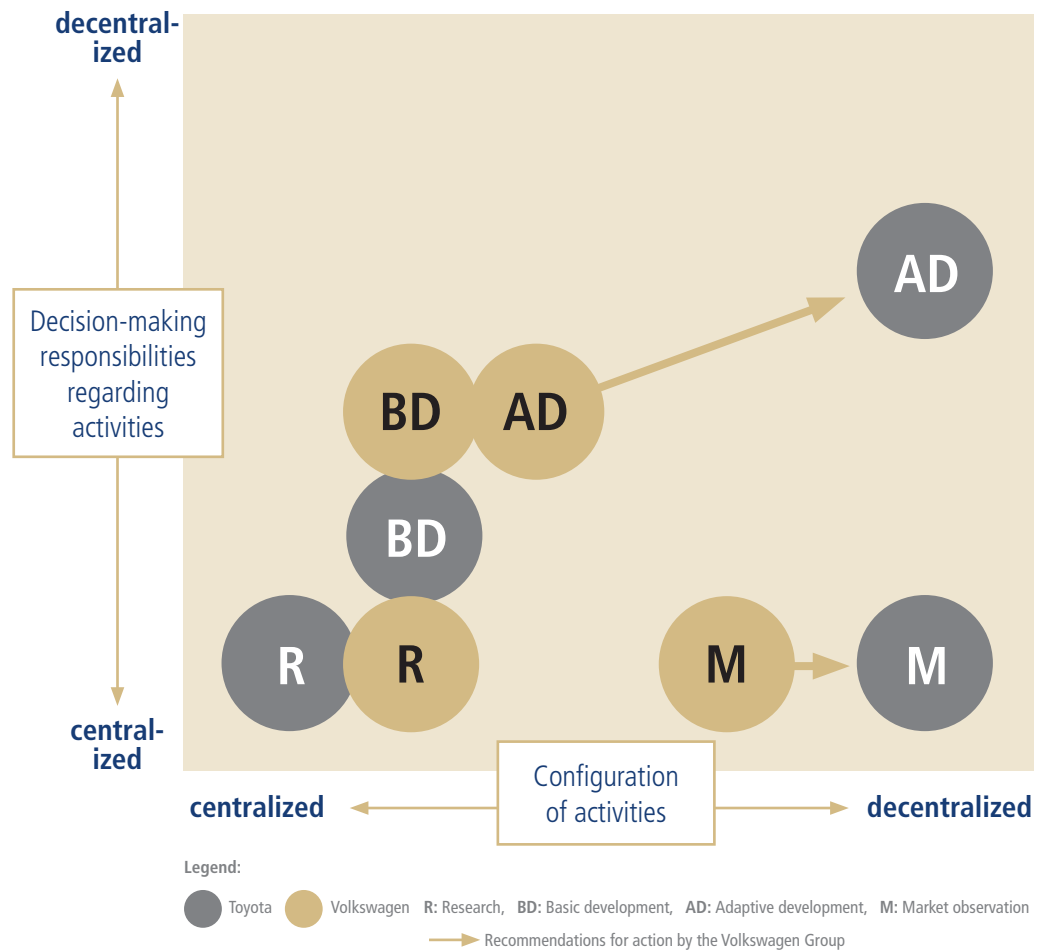 decentral-
ized
AD
Decision-making
responsibilities
regarding
activities
BD AD
BD
R R M M
central-
ized
Configuration
of activities
centralized decentralized
Legend:
Toyota Volkswagen R: Research, BD: Basic development, AD: Adaptive development, M: Market observation
Recommendations for action by the Volkswagen Group